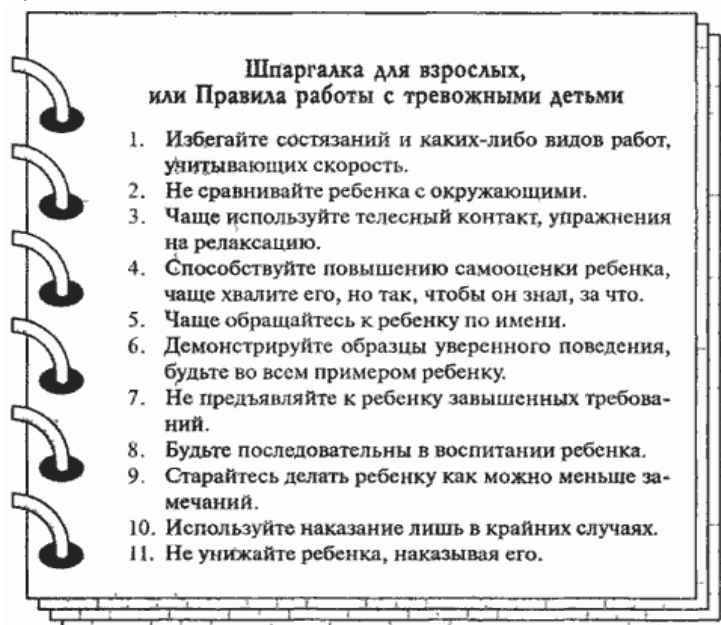 Шпаргалка для взрослых,
или Правила работы с тревожными детьми
1. Избегайте состязаний и каких-либо видов работ,
учитывающих скорость.
2. Не сравнивайте ребенка с окружающими.
3. Чаще используйте телесный контакт, упражнения
на релаксацию.
4. Способствуйте повышению самооценки ребенка,
чаще хвалите его, но так, чтобы он знал, за что.
5. Чаще обращайтесь к ребенку по имени.
6. Демонстрируйте образцы уверенного поведения,
будьте во всем примером ребенку.
7. Не предъявляйте к ребенку завышенных требова-
ний.
8. Будьте последовательны в воспитании ребенка.
9. Старайтесь делать ребенку как можно меньше за-
мечаний.
10. Используйте наказание лишь в крайних случаях.
11. Не унижайте ребенка, наказывая его.